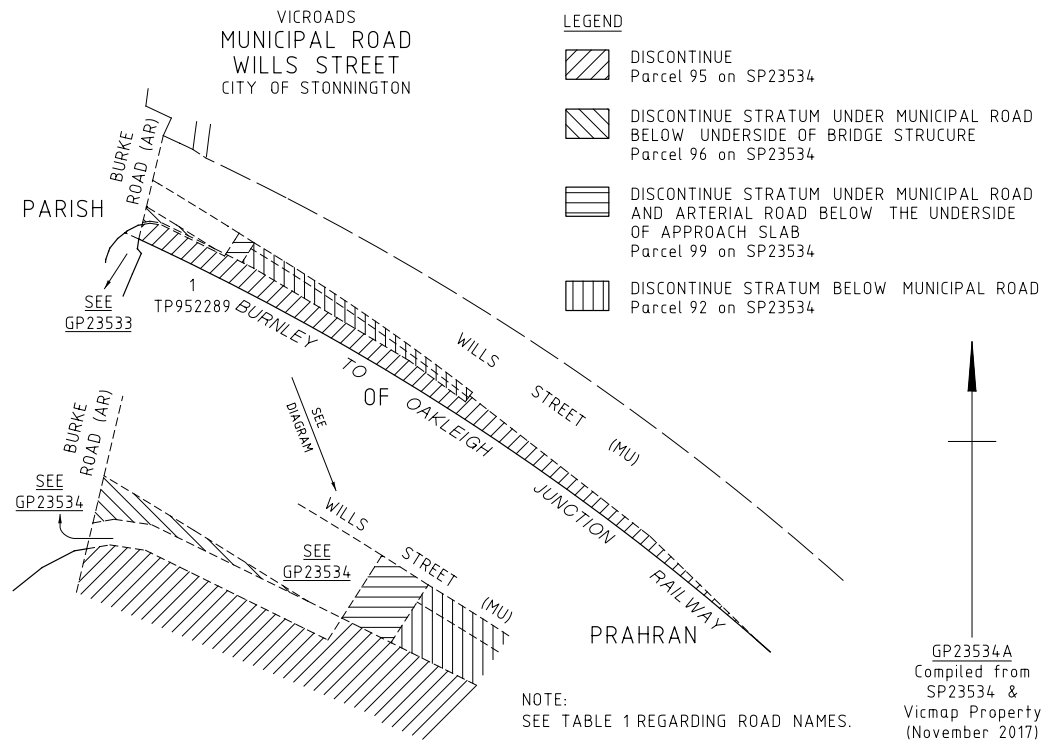 VICROADS
MUNICIPAL ROAD
WILLS STREET
CITY OF STONNINGTON
LEGEND
DISCONTINUE
Parcel 95 on SP23534
DISCONTINUE STRATUM UNDER MUNICIPAL ROAD
BELOW UNDERSIDE OF BRIDGE STRUCURE
Parcel 96 on SP23534
DISCONTINUE STRATUM UNDER MUNICIPAL ROAD
AND ARTERIAL ROAD BELOW THE UNDERSIDE
OF APPROACH SLAB
Parcel 99 on SP23534
DISCONTINUE STRATUM BELOW MUNICIPAL ROAD
Parcel 92 on SP23534
BURKE
ROAD (AR)
PARISH
SEE
GP23533
1
TP952289
BURNLEY TO OAKLEIGH JUNCTION RAILWAY
WILLS STREET (MU)
OF
SEE
DIAGRAM
BURKE
ROAD (AR)
SEE
GP23534
SEE
GP23534
WILLS STREET (MU)
PRAHRAN
NOTE:
SEE TABLE 1 REGARDING ROAD NAMES.
GP23534A
Compiled from
SP23534 &
Vicmap Property
(November 2017)